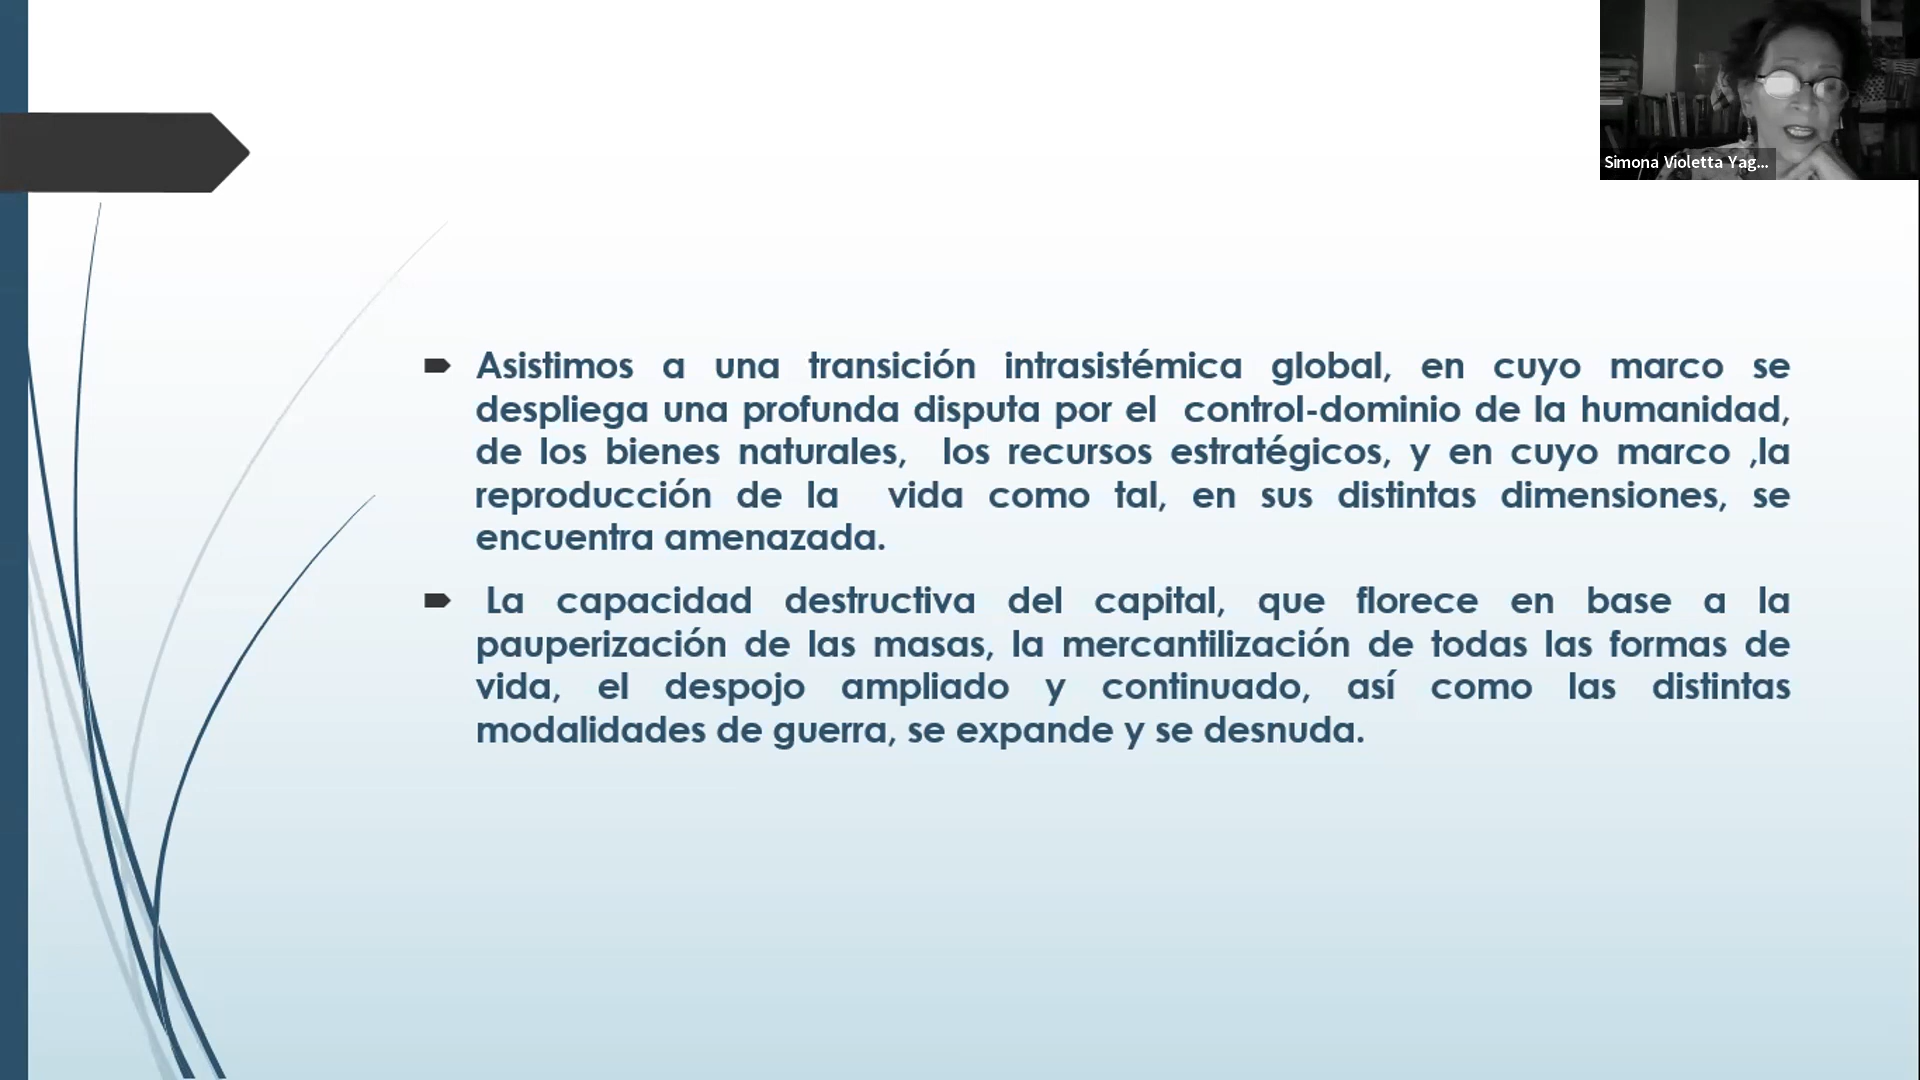 Simona Violetta Yag...
Asistimos a una transición intrasistémica global, en cuyo marco se
despliega una profunda disputa por el control-dominio de la humanidad,
de los bienes naturales, los recursos estratégicos, y en cuyo marco ,la
reproducción de la vida como tal, en sus distintas dimensiones, se
encuentra amenazada.
La capacidad destructiva del capital, que florece en base a la
pauperización de las masas, la mercantilización de todas las formas de
vida, el despojo ampliado y continuado, así como las distintas
modalidades de guerra, se expande y se desnuda.